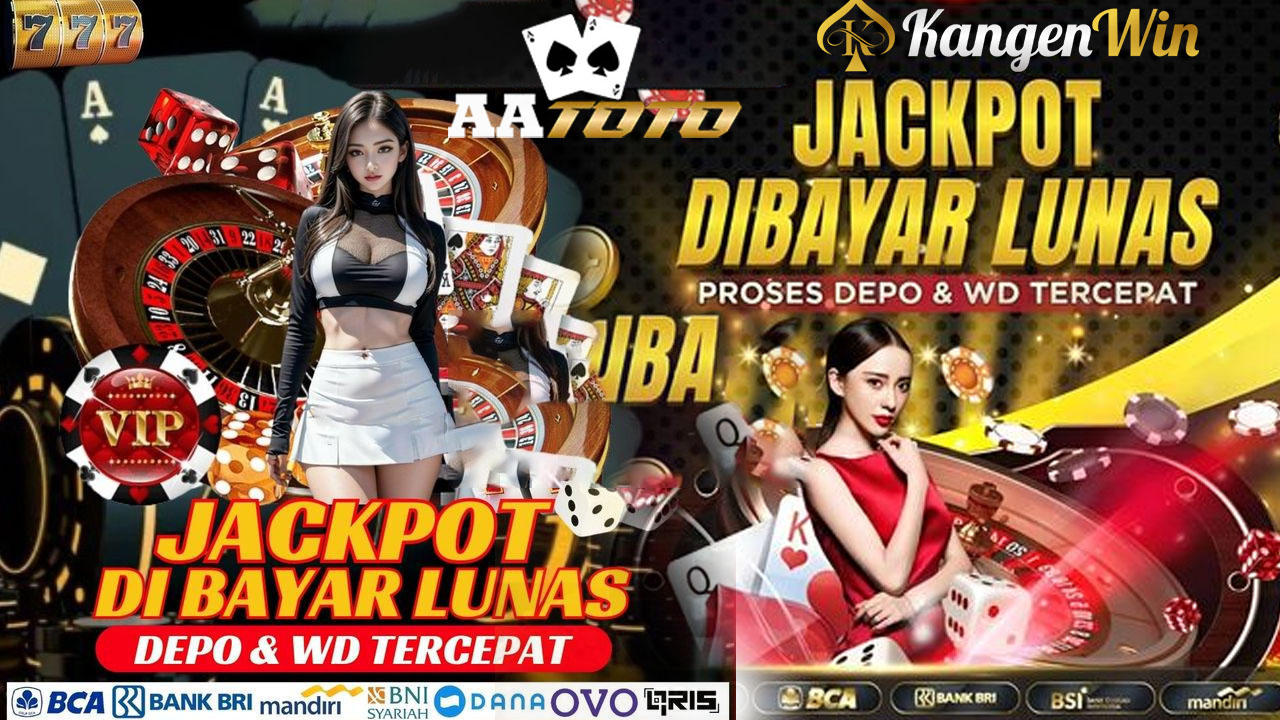 777
A
A
AATOTO
KangenWin
JACKPOT
DIBAYAR LUNAS
PROSES DEPO & WD TERCEPAT
UBA
VIP
Q
K
Q
JACKPOT
DI BAYAR LUNAS
DEPO & WD TERCEPAT
BCA BANK BRI mandiri BNI SYARIAH DANA OVO QRIS
BCA BANK BRI BSI mandiri